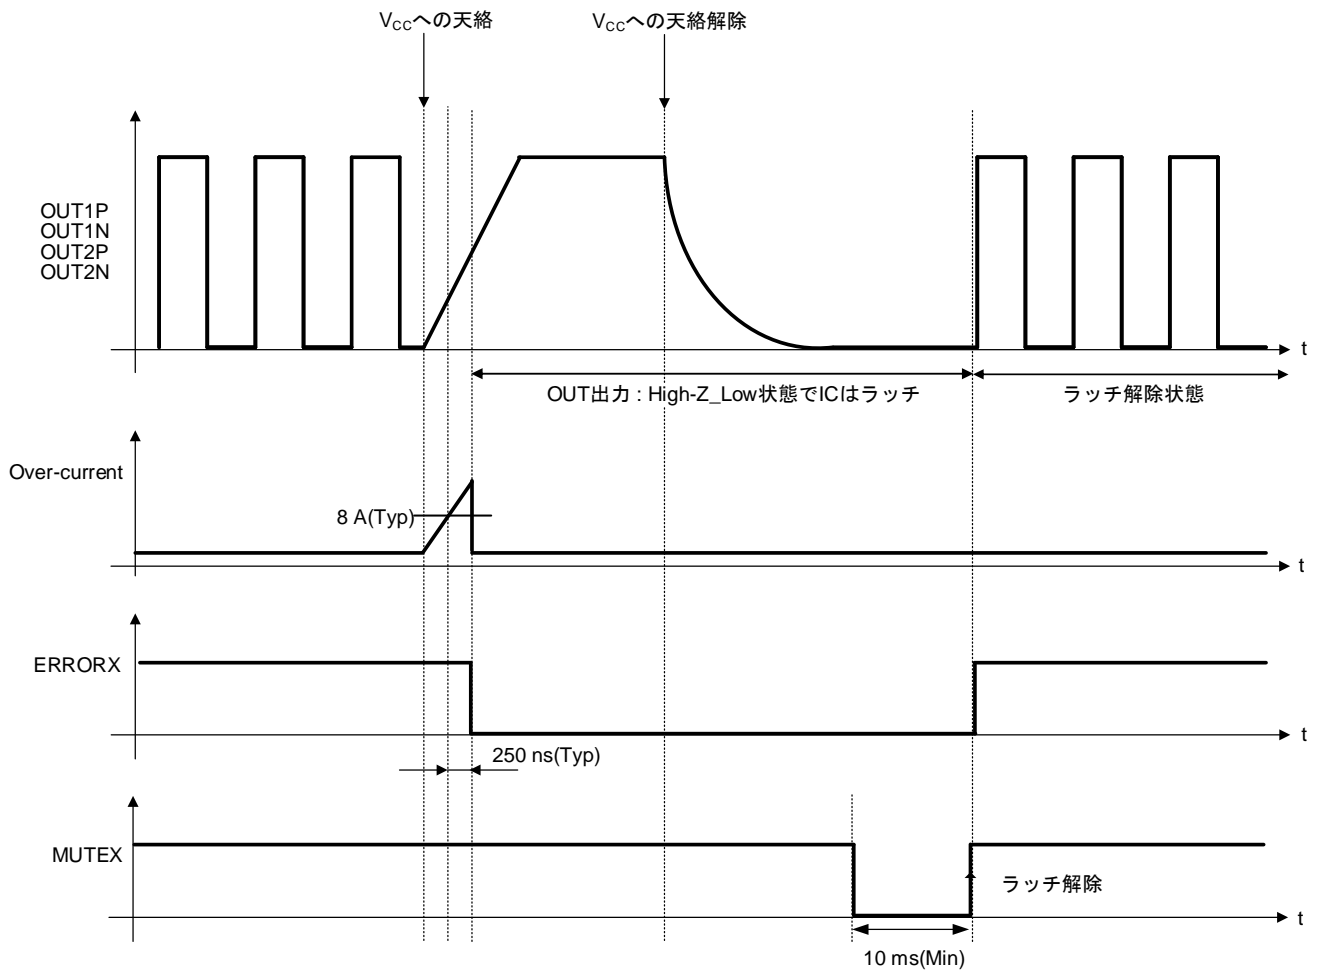 VCCへの天絡
VCCへの天絡解除
OUT1P
OUT1N
OUT2P
OUT2N
t
OUT出力 : High-Z_Low状態でICはラッチ
ラッチ解除状態
Over-current
8 A(Typ)
t
ERRORX
t
250 ns(Typ)
MUTEX
ラッチ解除
t
10 ms(Min)